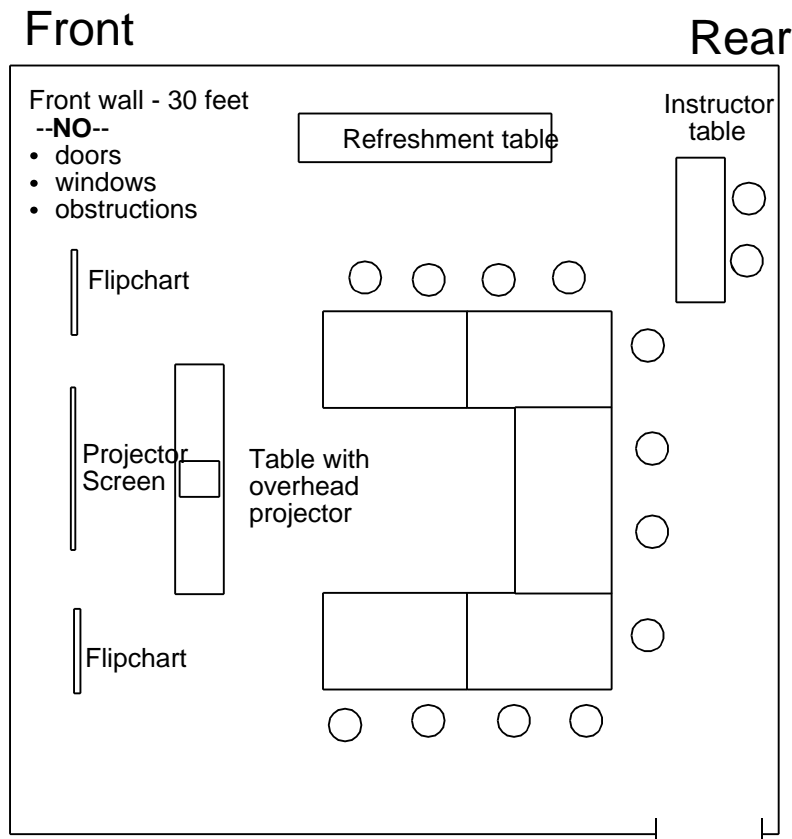 Front
Rear
Front wall - 30 feet
--NO--
• doors
• windows
• obstructions
Refreshment table
Instructor
table
Flipchart
Projector
Screen
Table with
overhead
projector
Flipchart